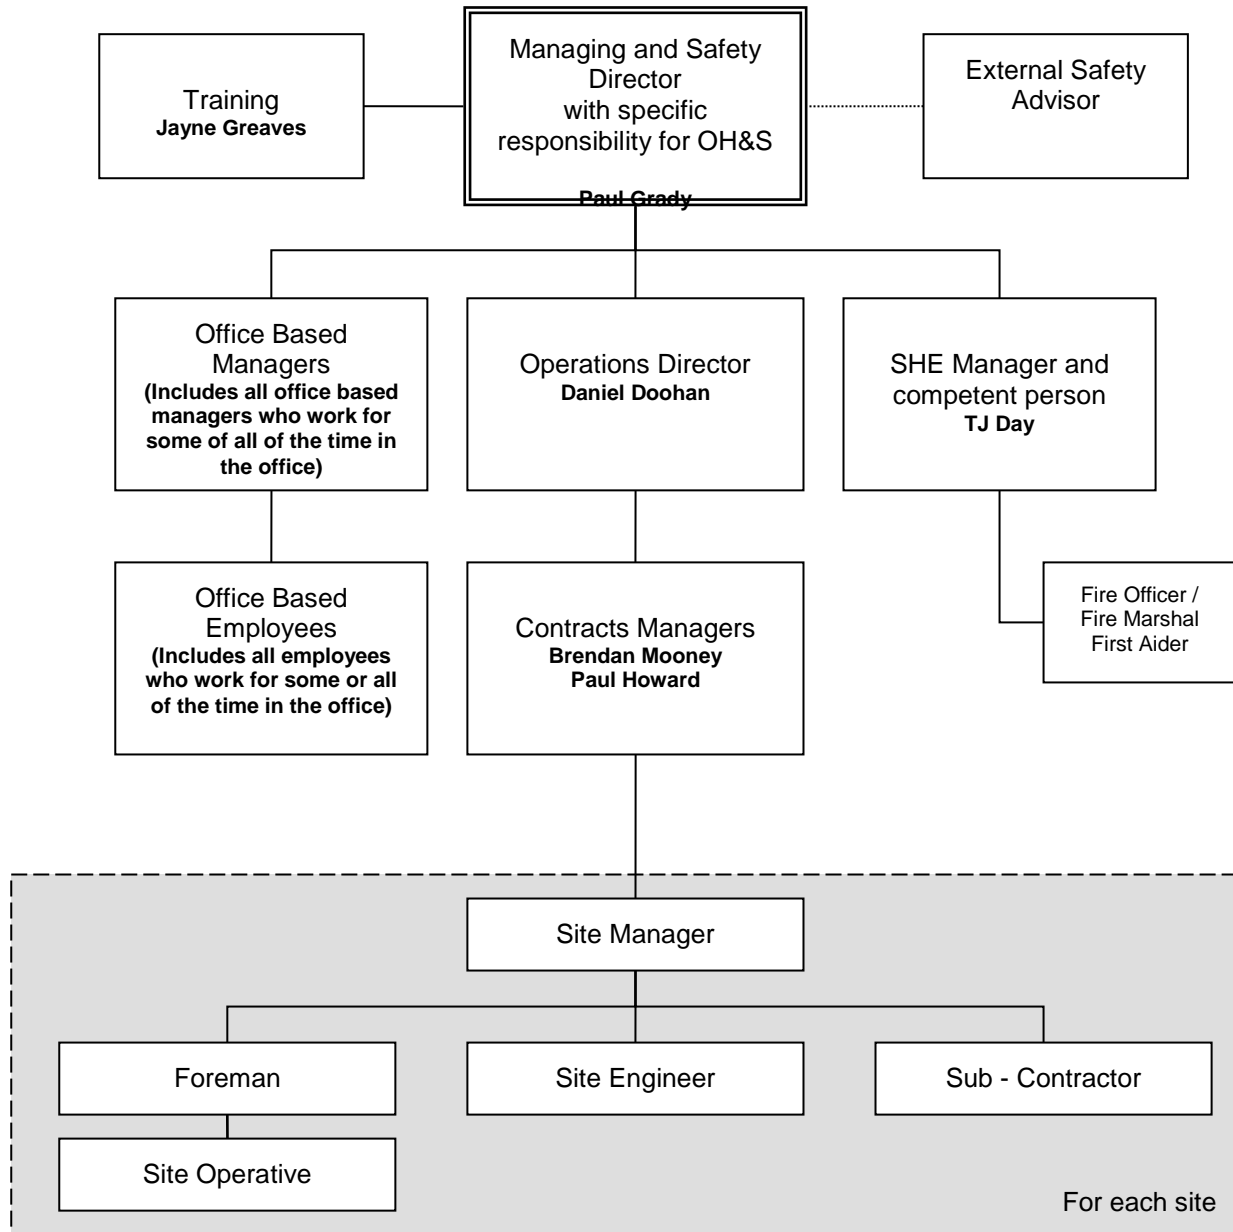 Training
Jayne Greaves
Managing and Safety
Director
with specific
responsibility for OH&S
Paul Grady
External Safety
Advisor
Office Based
Managers
(Includes all office based
managers who work for
some of all of the time in
the office)
Operations Director
Daniel Doohan
SHE Manager and
competent person
TJ Day
Office Based
Employees
(Includes all employees
who work for some or all
of the time in the office)
Contracts Managers
Brendan Mooney
Paul Howard
Fire Officer /
Fire Marshal
First Aider
Site Manager
Foreman
Site Engineer
Sub - Contractor
Site Operative
For each site